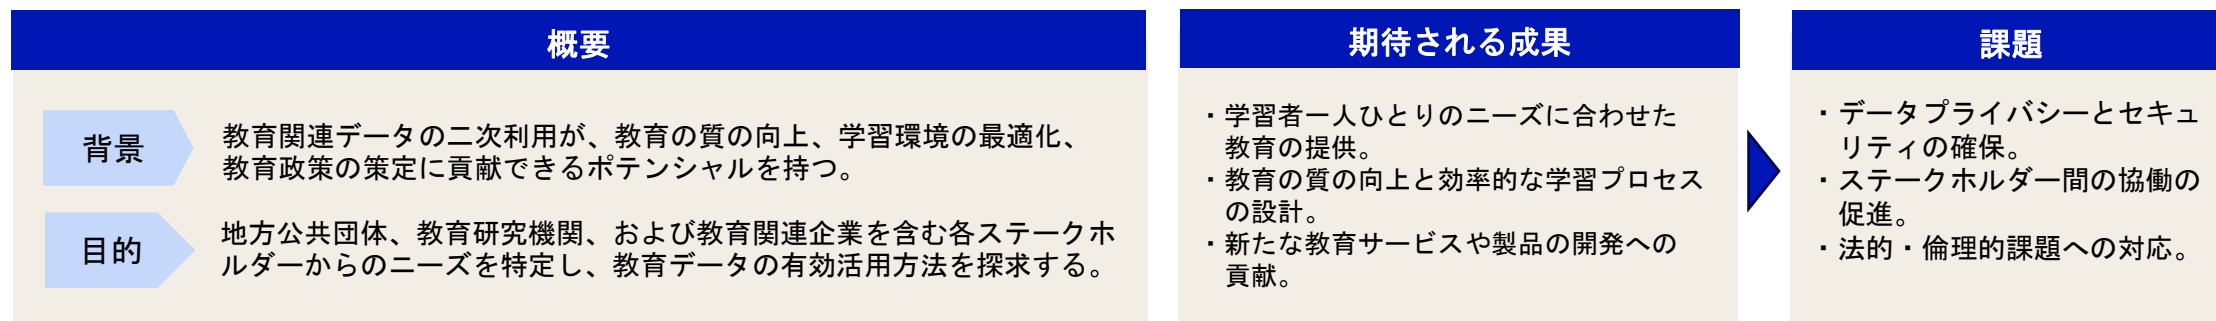 概要
背景
教育関連データの二次利用が、教育の質の向上、学習環境の最適化、
教育政策の策定に貢献できるポテンシャルを持つ。
目的
地方公共団体、教育研究機関、および教育関連企業を含む各ステークホ
ルダーからのニーズを特定し、教育データの有効活用方法を探求する。
期待される成果
・学習者一人ひとりのニーズに合わせた
教育の提供。
・教育の質の向上と効率的な学習プロセス
の設計。
・新たな教育サービスや製品の開発への
貢献。
課題
・データプライバシーとセキュ
リティの確保。
・ステークホルダー間の協働の
促進。
・法的・倫理的課題への対応。